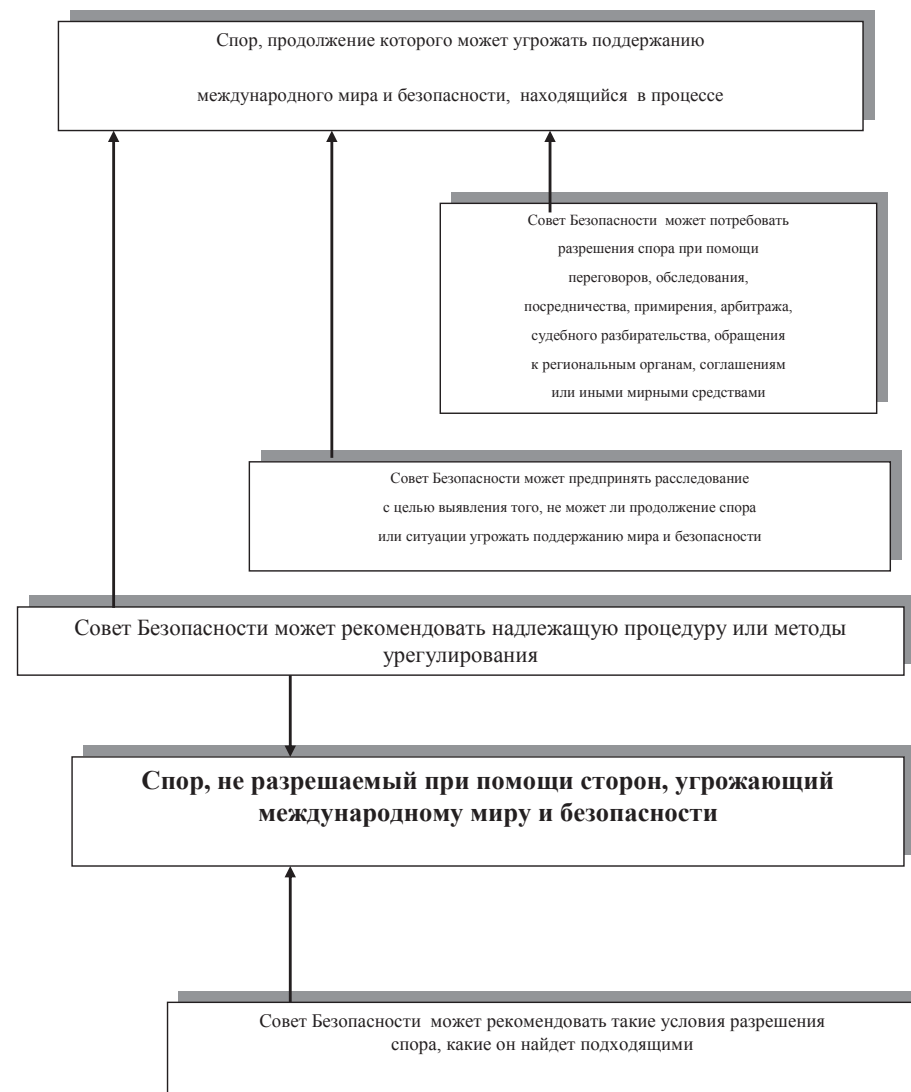 Спор, продолжение которого может угрожать поддержанию
международного мира и безопасности, находящийся в процессе
Совет Безопасности может потребовать
разрешения спора при помощи
переговоров, обследования,
посредничества, примирения, арбитража,
судебного разбирательства, обращения
к региональным органам, соглашениям
или иными мирными средствами
Совет Безопасности может предпринять расследование
с целью выявления того, не может ли продолжение спора
или ситуации угрожать поддержанию мира и безопасности
Совет Безопасности может рекомендовать надлежащую процедуру или методы
урегулирования
Спор, не разрешаемый при помощи сторон, угрожающий
международному миру и безопасности
Совет Безопасности может рекомендовать такие условия разрешения
спора, какие он найдет подходящими